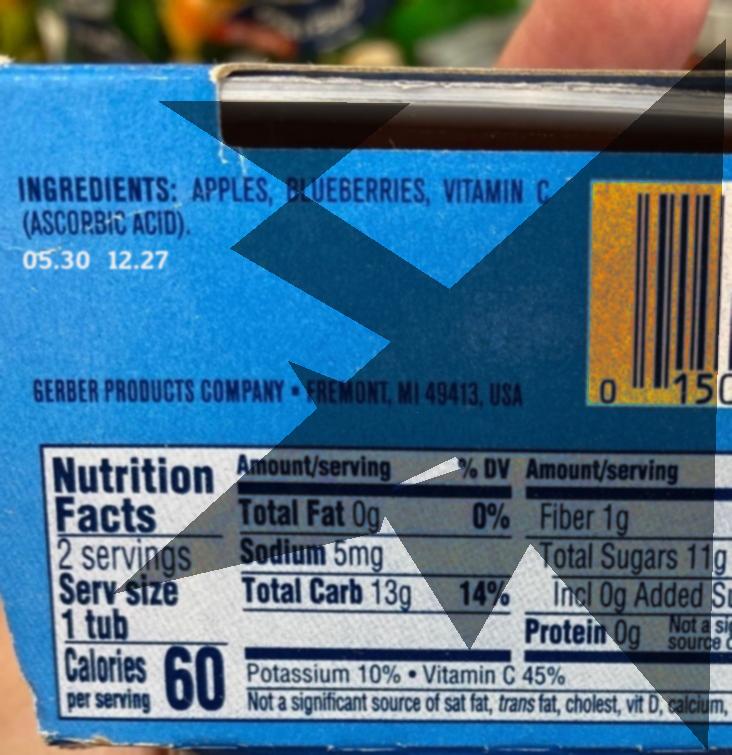 INGREDIENTS: APPLES, BLUEBERRIES, VITAMIN C
(ASCORBIC ACID).
05.30 12.27
GERBER PRODUCTS COMPANY • FREMONT, MI 49413, USA
0 150
Nutrition
Facts
2 servings
Serv size
1 tub
Calories 60
per serving
Amount/serving % DV
Total Fat 0g 0%
Sodium 5mg
Total Carb 13g 14%
Amount/serving
Fiber 1g
Total Sugars 11g
Incl 0g Added
Protein 0g Not a
source
Potassium 10% • Vitamin C 45%
Not a significant source of sat fat, trans fat, cholest, vit D, calcium,